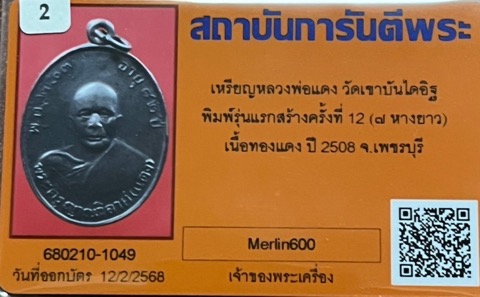 2
สถาบันการันตีพระ
เหรียญหลวงพ่อแดง วัดเขาบันไดอิฐ
พิมพ์รุ่นแรกสร้างครั้งที่ 12 (๗ หางยาว)
เนื้อทองแดง ปี 2508 จ.เพชรบุรี
680210-1049
วันที่ออกบัตร 12/2/2568
Merlin600
เจ้าของพระเครื่อง